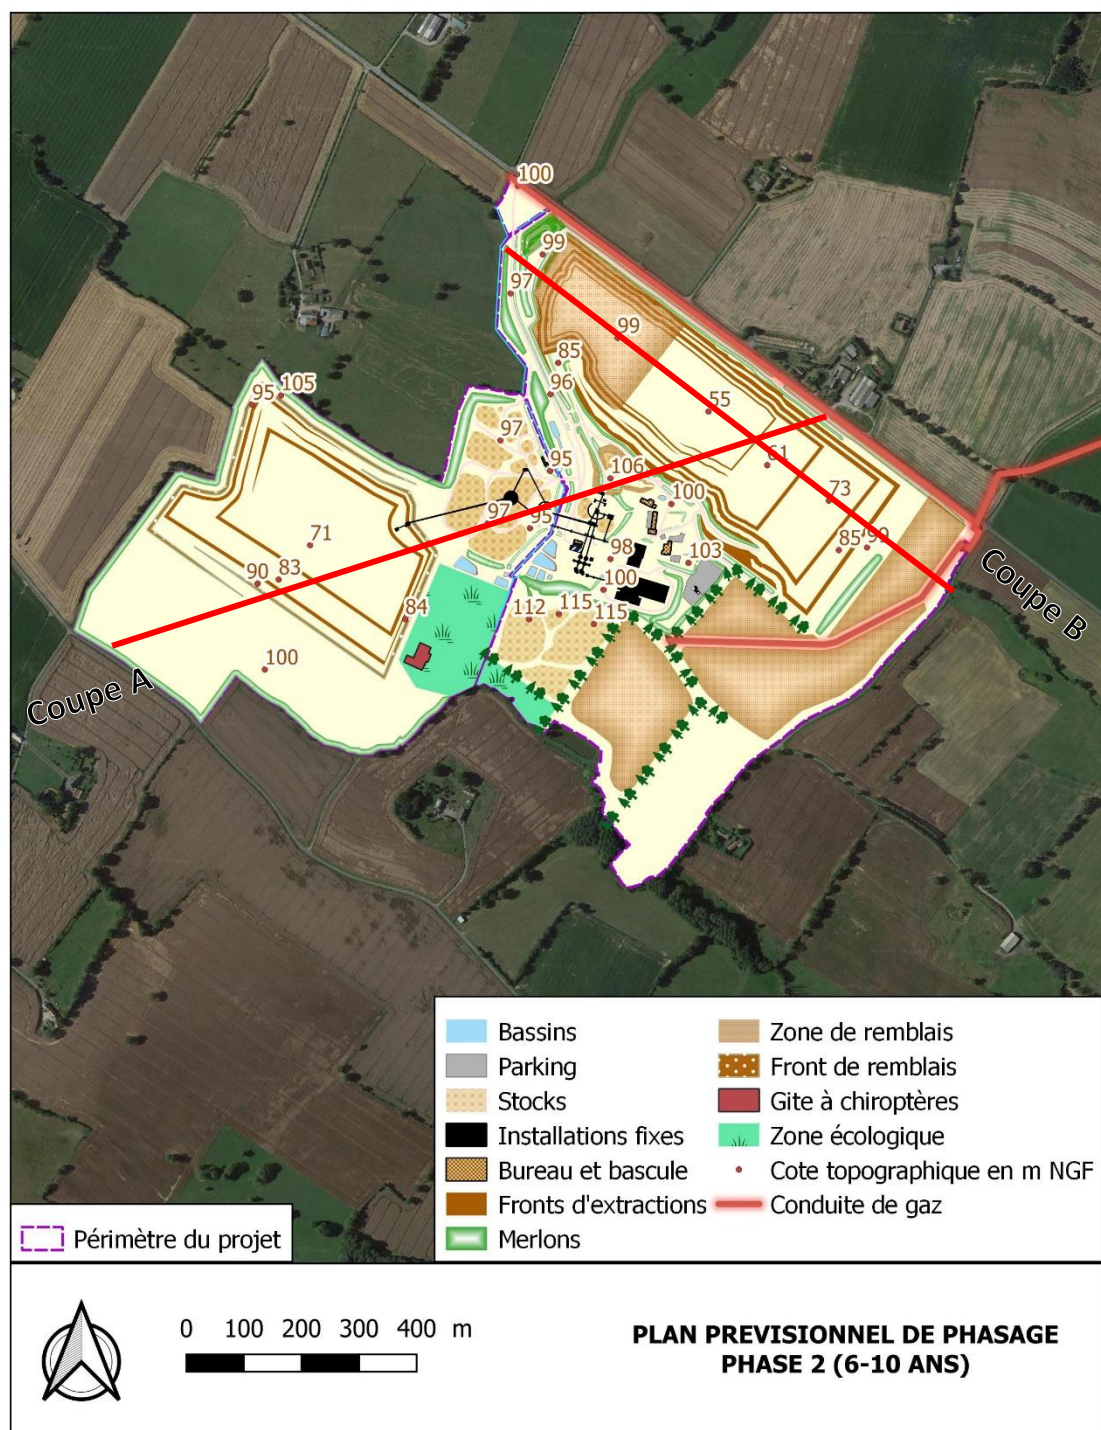 100
99
97
99
85
96
55
105
95
97
61
95
106
73
100
97
95
85
99
71
98
103
90
83
100
84
112
115
115
100
Coupe A
Coupe B
Bassins
Parking
Stocks
Installations fixes
Bureau et bascule
Fronts d'extractions
Merlons
Zone de remblais
Front de remblais
Gite à chiroptères
Zone écologique
Cote topographique en m NGF
Conduite de gaz
Périmètre du projet
0 100 200 300 400 m
PLAN PREVISIONNEL DE PHASAGE
PHASE 2 (6-10 ANS)